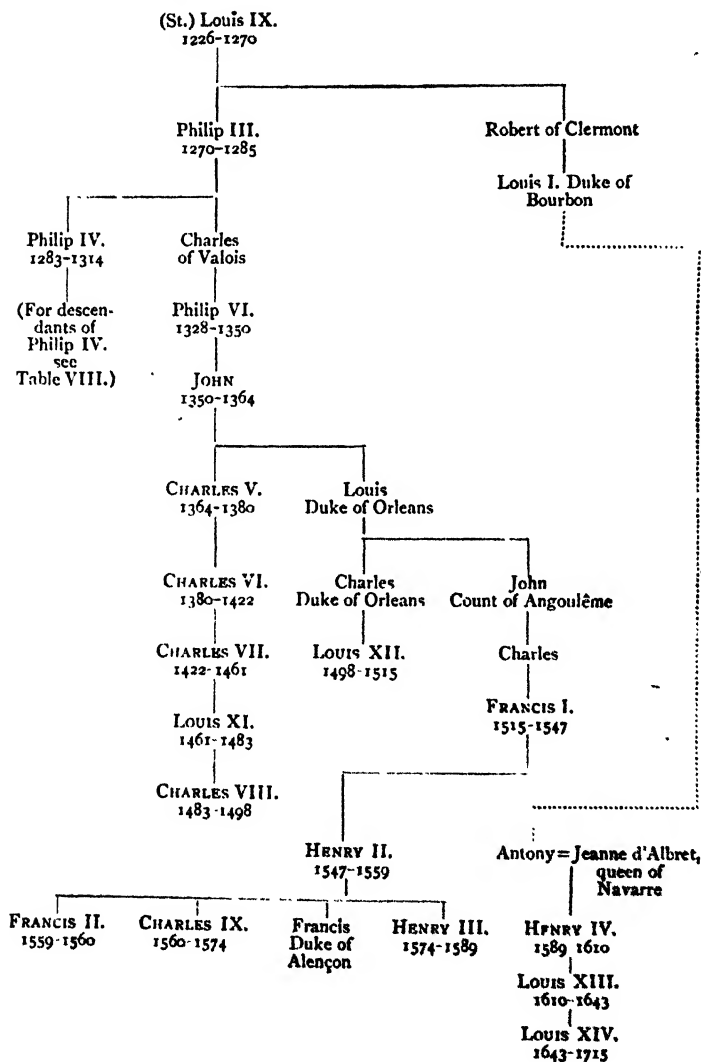 (St.) Louis IX.
1226-1270
Philip III.
1270-1285
Robert of Clermont
Louis I. Duke of
Bourbon
Philip IV.
1283-1314
Charles
of Valois
(For descen-
dants of
Philip IV.
see
Table VIII.)
Philip VI.
1328-1350
JOHN
1350-1364
CHARLES V.
1364-1380
Louis
Duke of Orleans
CHARLES VI.
1380-1422
Charles
Duke of Orleans
John
Count of Angoulême
CHARLES VII.
1422-1461
LOUIS XII.
1498-1515
Charles
LOUIS XI.
1461-1483
FRANCIS I.
1515-1547
CHARLES VIII.
1483-1498
HENRY II.
1547-1559
Antony = Jeanne d'Albret,
queen of
Navarre
FRANCIS II.
1559-1560
CHARLES IX.
1560-1574
Francis
Duke of
Alençon
HENRY III.
1574-1589
HENRY IV.
1589 1610
LOUIS XIII.
1610-1643
LOUIS XIV.
1643-1715